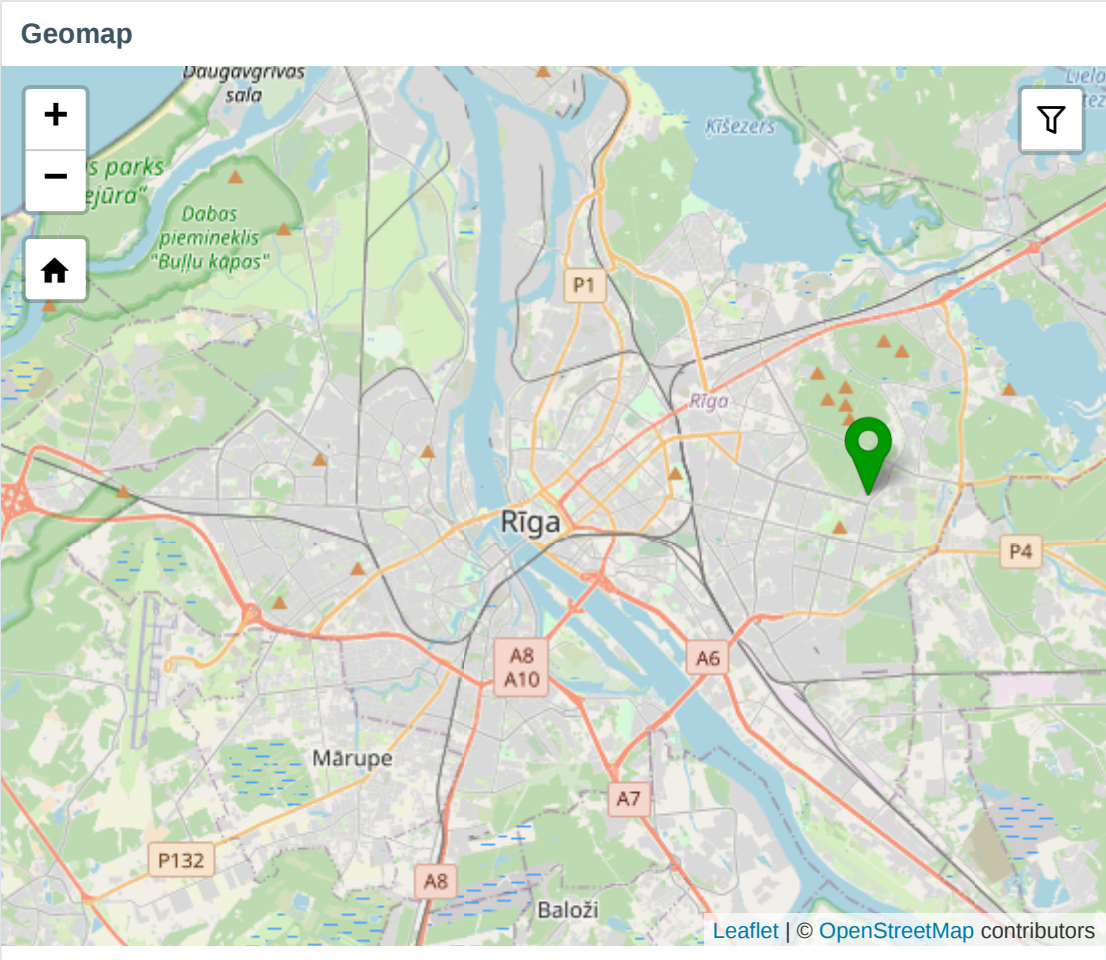 Geomap
Daugavgrīvas
sala
+
−
s parks
ejūra"
Dabas
piemineklis
"Buļļu kāpas"
Ķīšezers
P1
Rīga
Rīga
P4
A8
A10
A6
Mārupe
A7
P132
A8
Baloži
Leaflet | © OpenStreetMap contributors